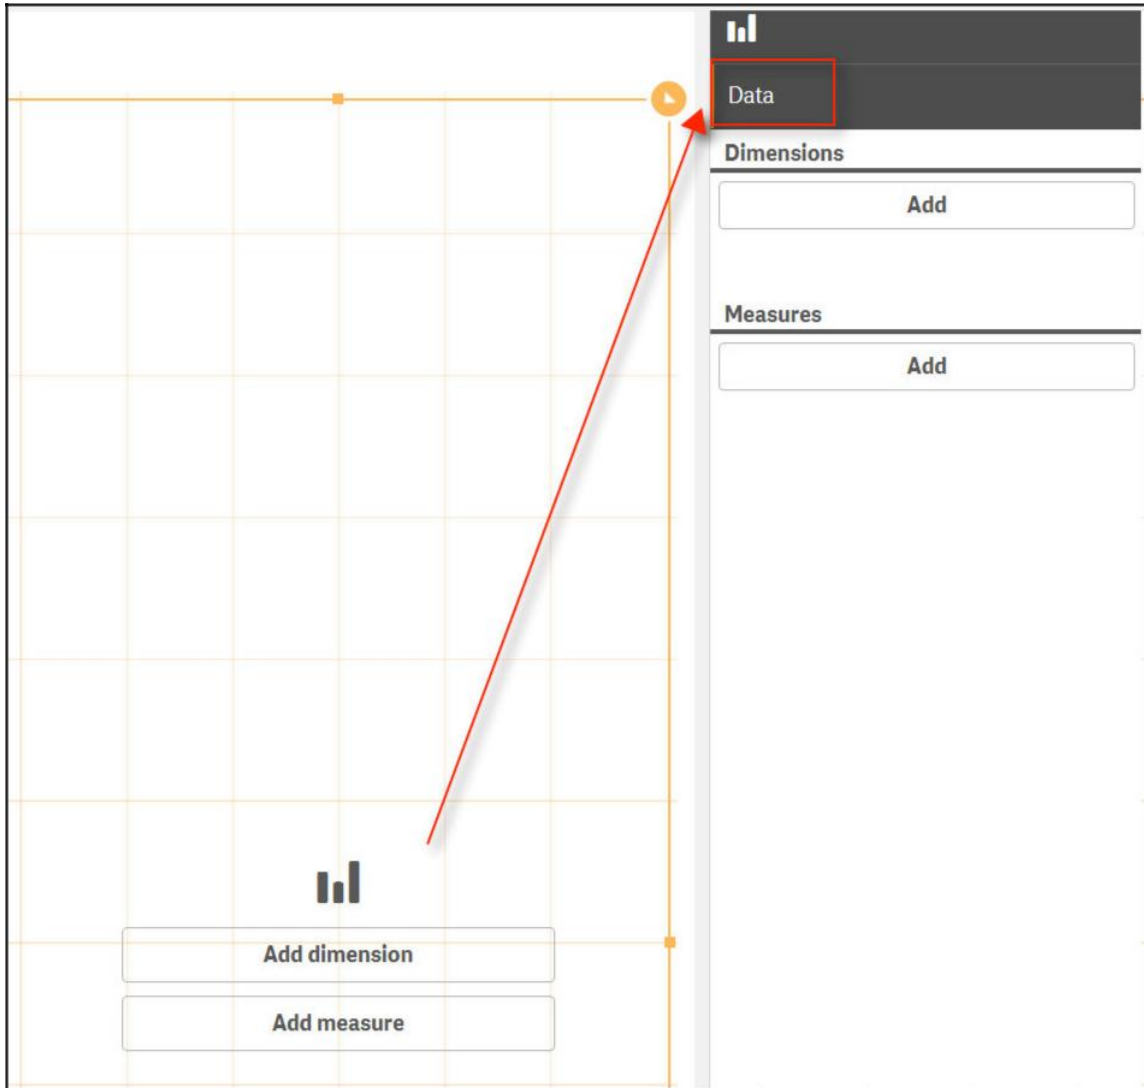 Data
Dimensions
Add
Measures
Add
Add dimension
Add measure